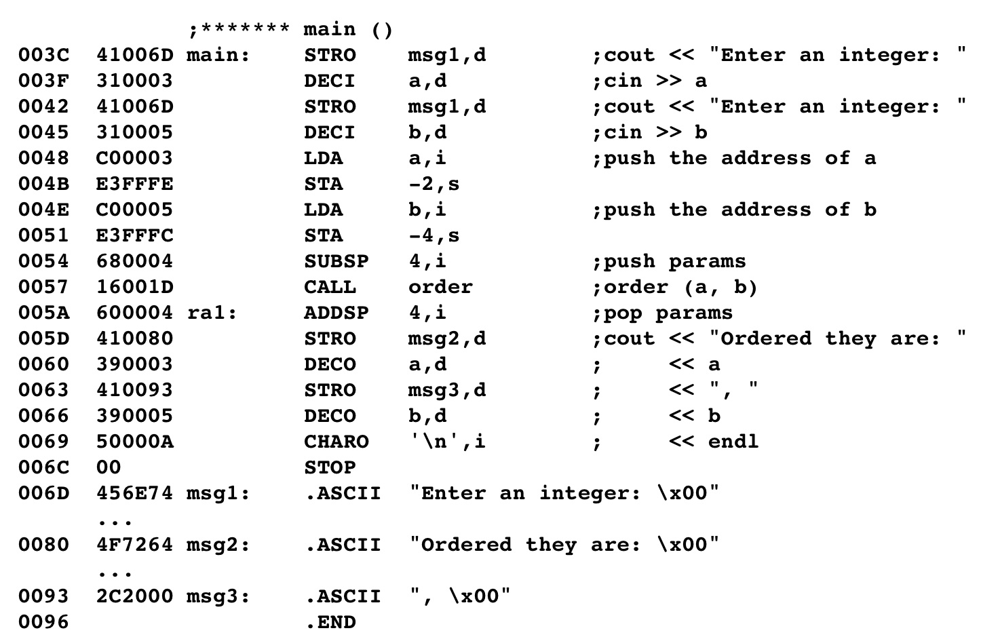 ;******* main ()
003C 41006D main: STRO msg1,d ;cout << "Enter an integer: "
003F 310003 DECI a,d ;cin >> a
0042 41006D STRO msg1,d ;cout << "Enter an integer: "
0045 310005 DECI b,d ;cin >> b
0048 C00003 LDA a,i ;push the address of a
004B E3FFFE STA -2,s
004E C00005 LDA b,i ;push the address of b
0051 E3FFFC STA -4,s
0054 680004 SUBSP 4,i ;push params
0057 16001D CALL order ;order (a, b)
005A 600004 ra1: ADDSP 4,i ;pop params
005D 410080 STRO msg2,d ;cout << "Ordered they are: "
0060 390003 DECO a,d ; << a
0063 410093 STRO msg3,d ; << ", "
0066 390005 DECO b,d ; << b
0069 50000A CHARO '\n',i ; << endl
006C 00 STOP
006D 456E74 msg1: .ASCII "Enter an integer: \x00"
...
0080 4F7264 msg2: .ASCII "Ordered they are: \x00"
...
0093 2C2000 msg3: .ASCII ", \x00"
0096 .END